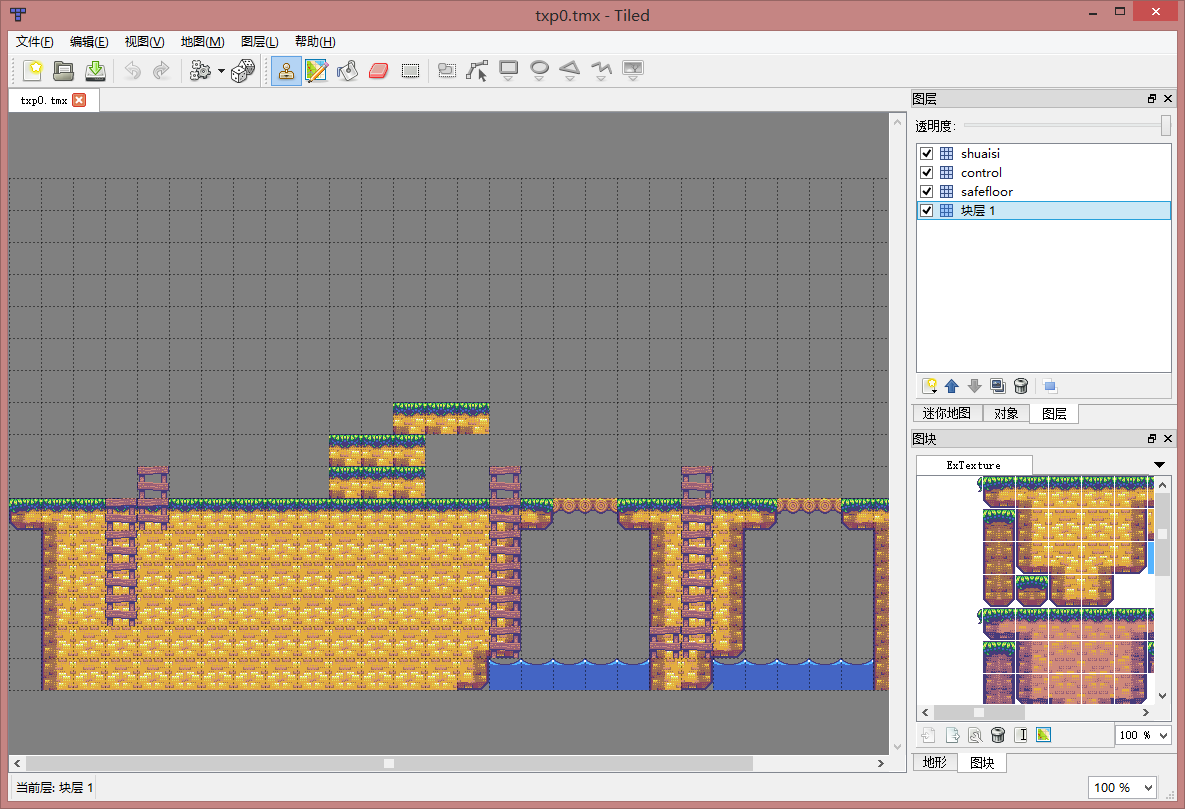 txp0.tmx - Tiled
文件(F) 编辑(E) 视图(V) 地图(M) 图层(L) 帮助(H)
txp0.tmx
图层
透明度:
shuaisi
control
safefloor
块层 1
迷你地图 对象 图层
图块
ExTexture
100 %
地形 图块
当前层: 块层 1
100 %